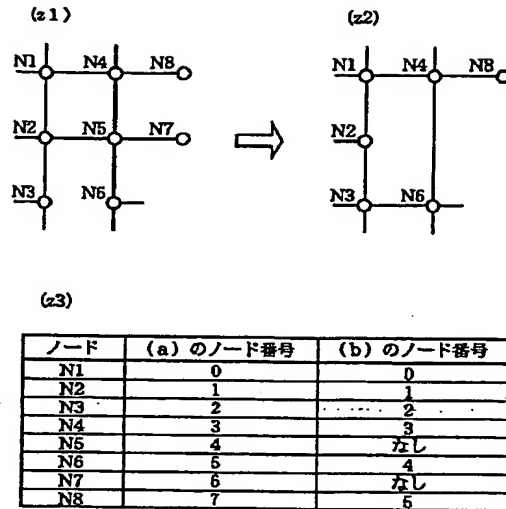 (z1)
(z2)
N1 N4 N8
N1 N4 N8
N2 N5 N7
N2
N3 N6
N3 N6
(z3)
ノード (a)のノード番号 (b)のノード番号
N1 0 0
N2 1 1
N3 2 2
N4 3 3
N5 4 なし
N6 5 4
N7 6 なし
N8 7 5